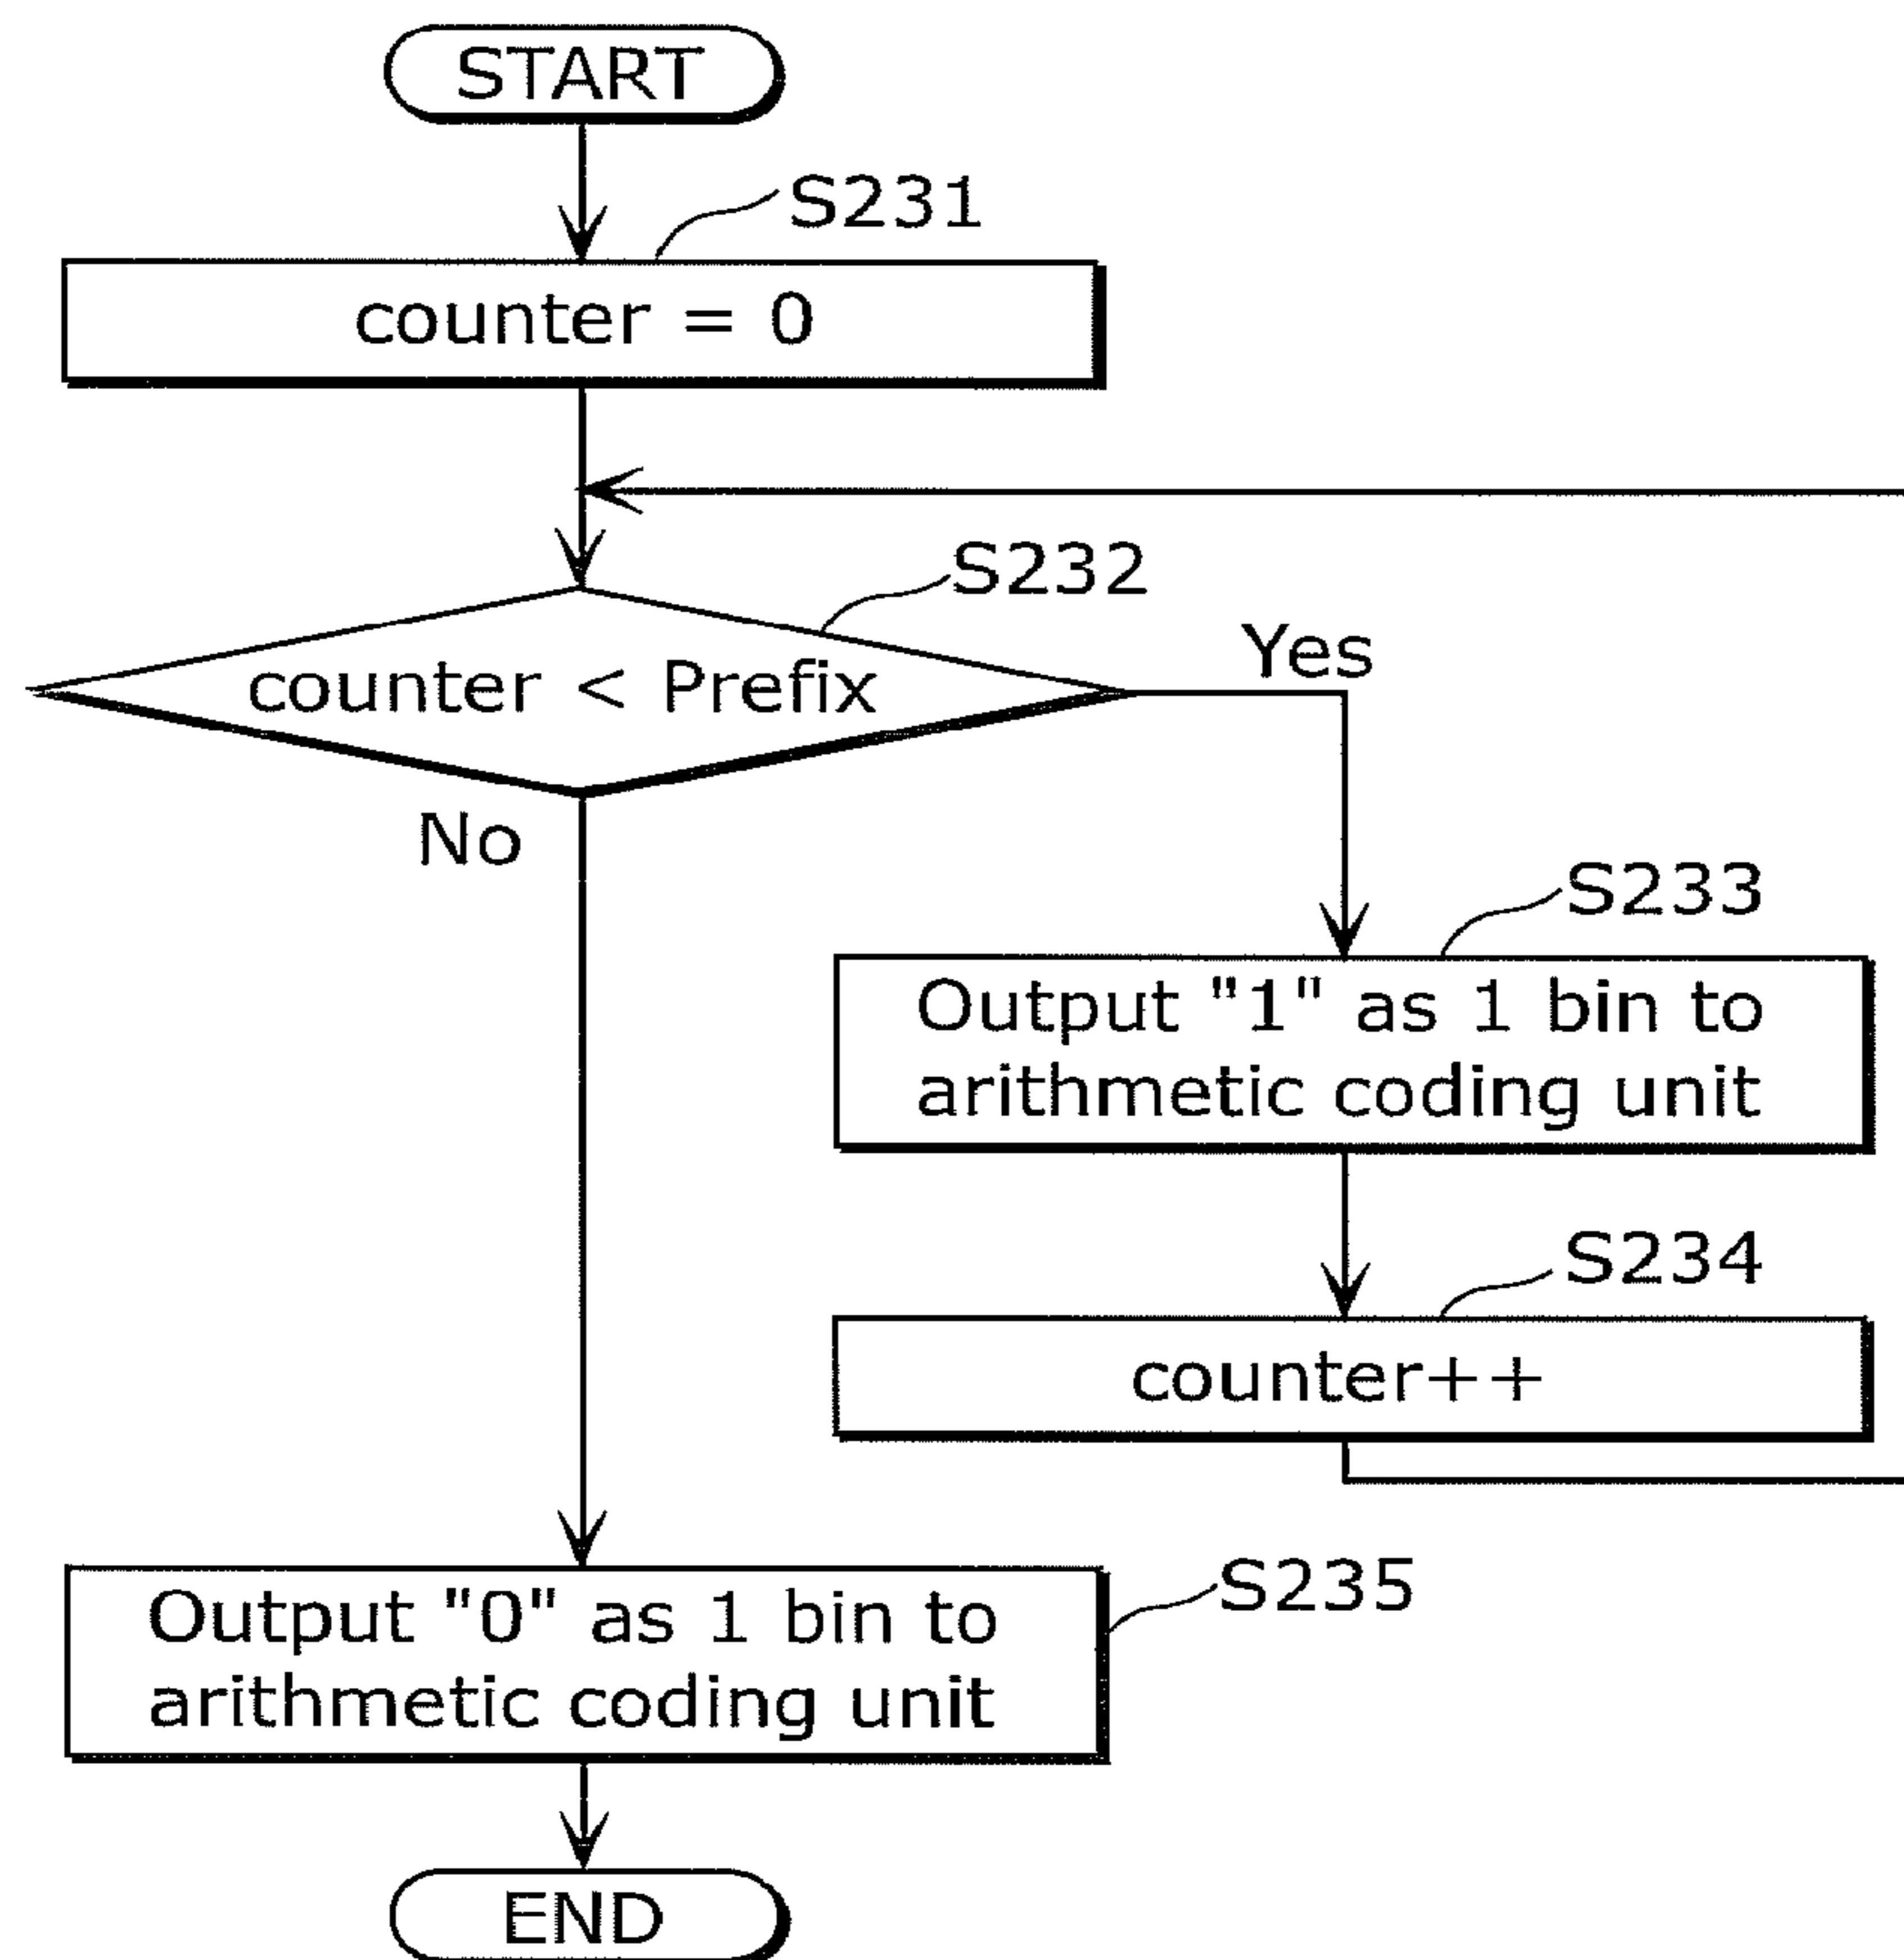 START
S231
counter = 0
S232
counter < Prefix
Yes
No
S233
Output "1" as 1 bin to
arithmetic coding unit
S234
counter++
S235
Output "0" as 1 bin to
arithmetic coding unit
END